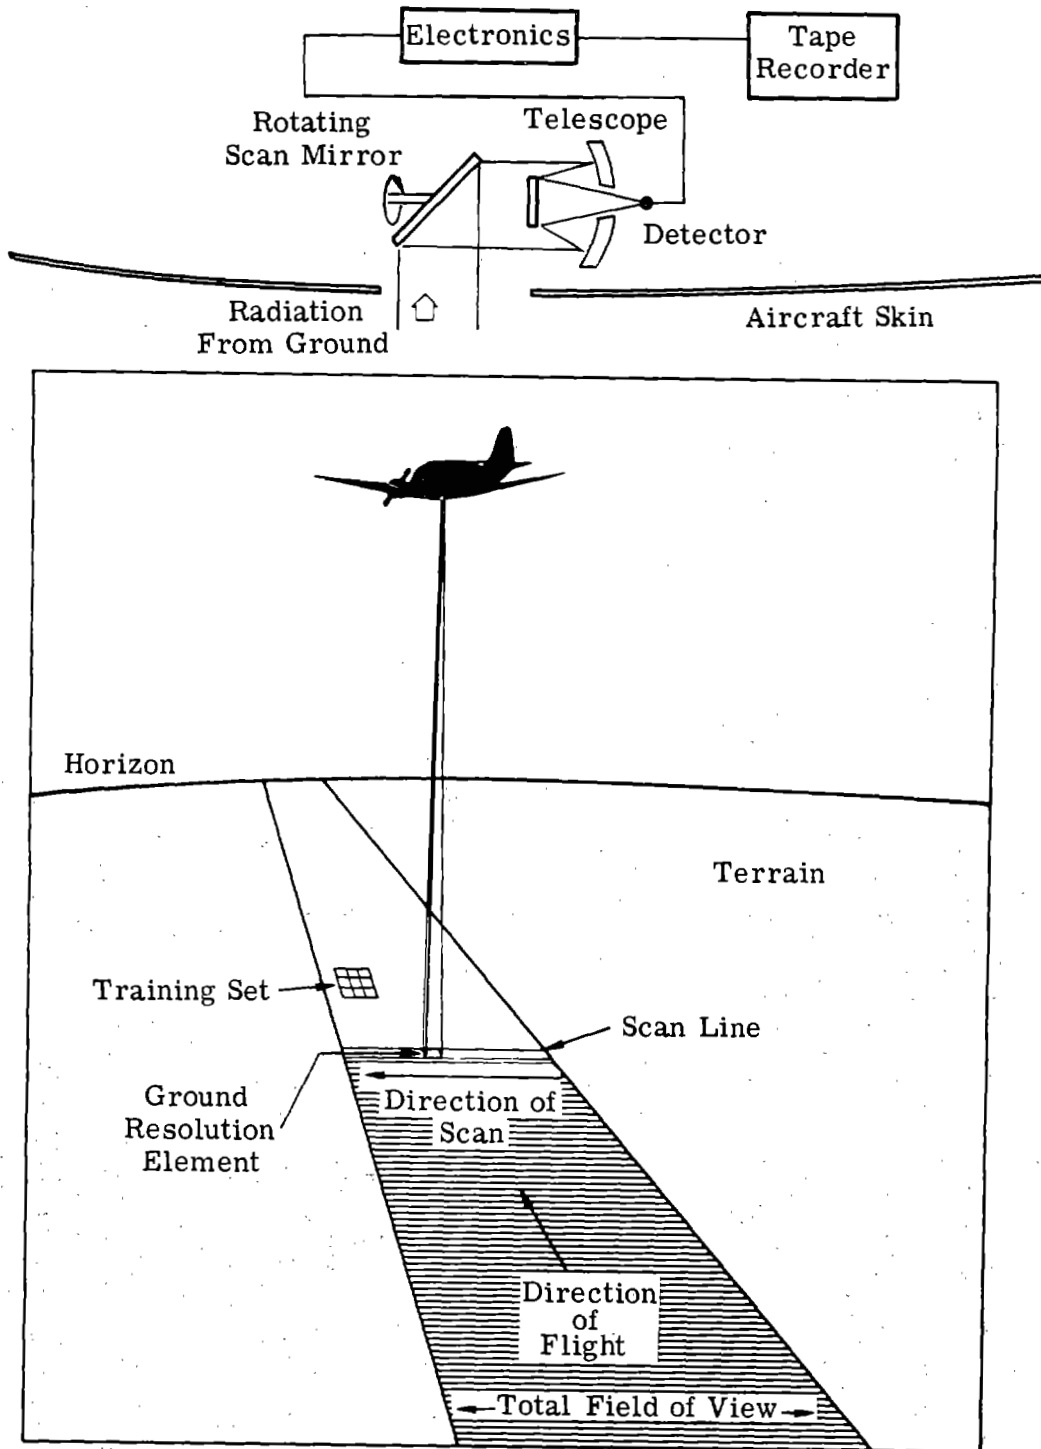 Electronics
Tape
Recorder
Rotating
Scan Mirror
Telescope
Detector
Radiation
From Ground
Aircraft Skin
Horizon
Terrain
Training Set
Scan Line
Ground
Resolution
Element
Direction of
Scan
Direction
of
Flight
Total Field of View